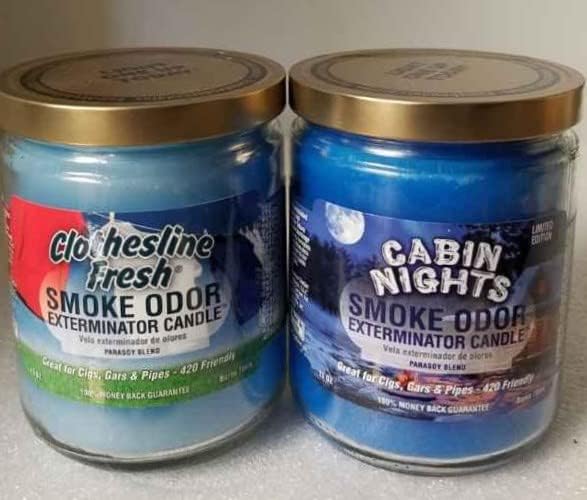 Clothesline
Fresh®
SMOKE ODOR
EXTERMINATOR CANDLE
Vela exterminador de olores
PARASOY BLEND
Great for Cigs, Cigars & Pipes - 420 Friendly
100% MONEY BACK GUARANTEE
LIMITED
EDITION
CABIN
NIGHTS
SMOKE ODOR
EXTERMINATOR CANDLE
Vela exterminador de olores
PARASOY BLEND
Great for Cigs, Cigars & Pipes - 420 Friendly
100% MONEY BACK GUARANTEE